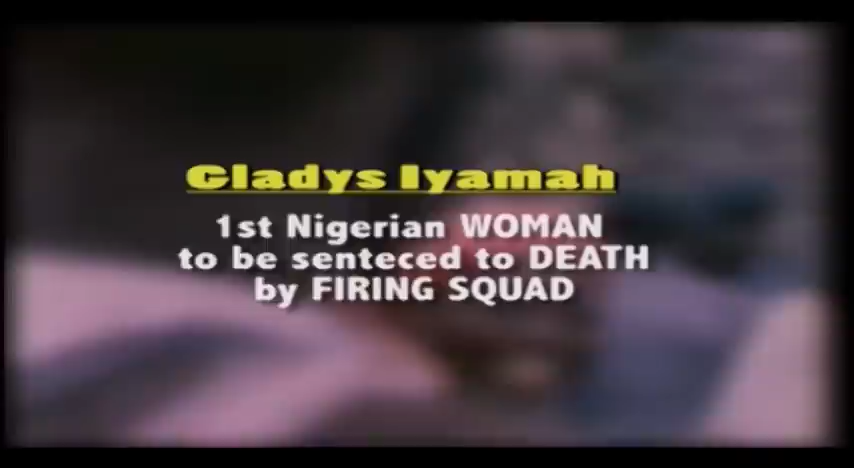 Gladys Iyamah
1st Nigerian WOMAN
to be senteced to DEATH
by FIRING SQUAD